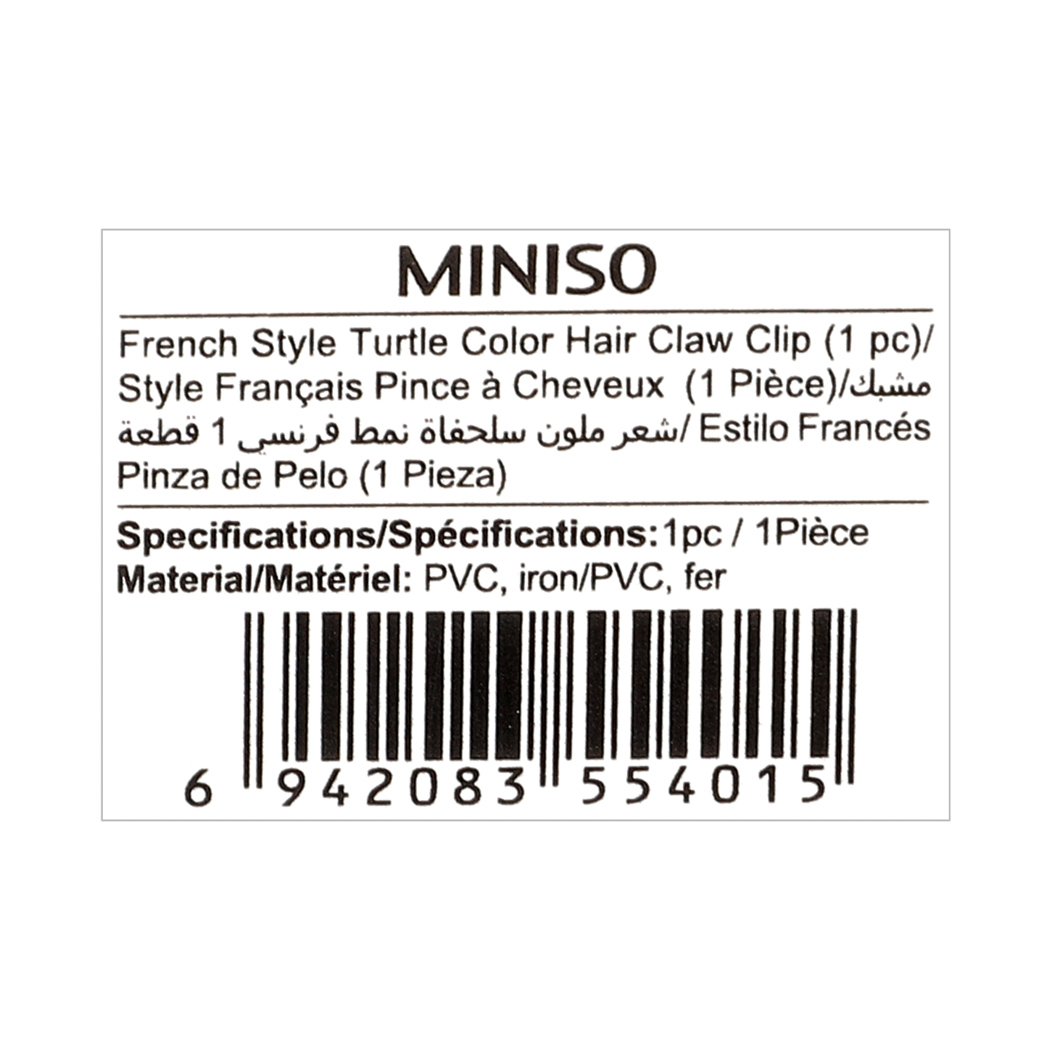 MINISO
French Style Turtle Color Hair Claw Clip (1 pc)/
Style Français Pince à Cheveux (1 Pièce)/مشبك
شعر ملون سلحفاة نمط فرنسي 1 قطعة/ Estilo Francés
Pinza de Pelo (1 Pieza)
Specifications/Spécifications:1pc / 1Pièce
Material/Matériel: PVC, iron/PVC, fer
6 942083 554015